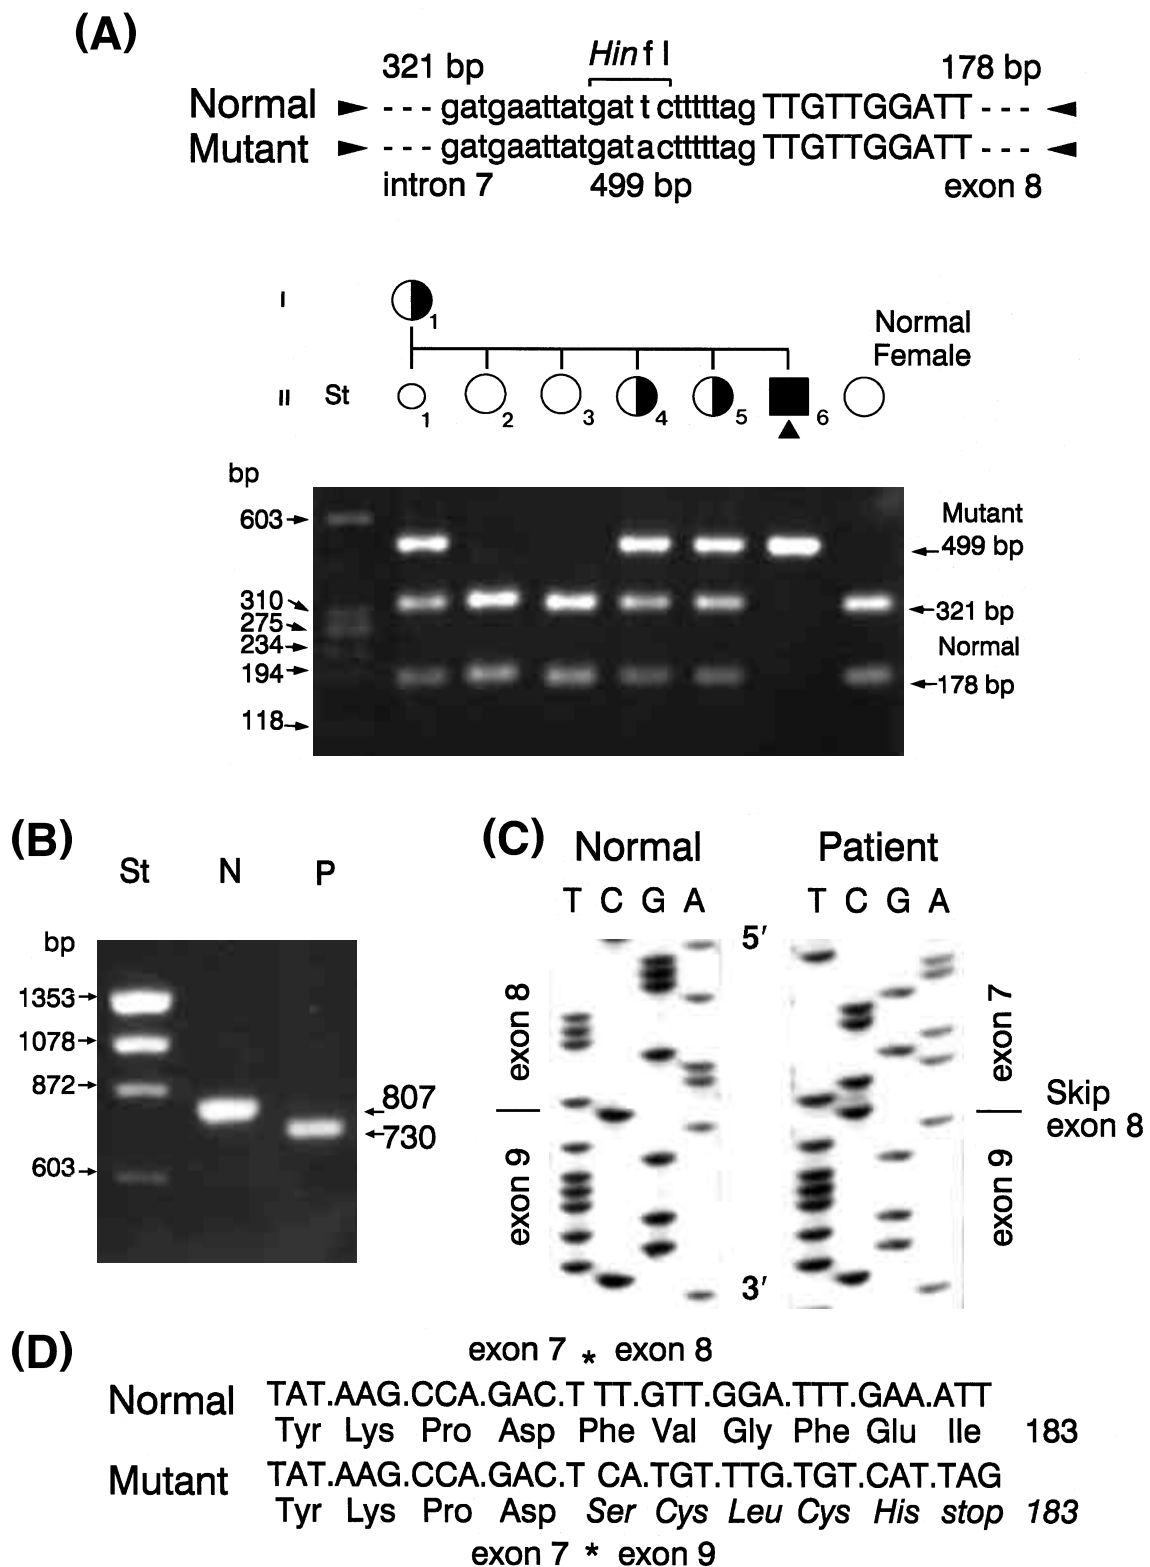 (A)
Hinf I
321 bp 178 bp
Normal - - - gatgaattatgattctttttag TTGTTGGATT - - -
Mutant - - - gatgaattatgatactttttag TTGTTGGATT - - -
intron 7 499 bp exon 8
I 1
Normal
Female
II St 1 2 3 4 5 6
bp
603
310
275
234
194
118
Mutant
499 bp
321 bp
Normal
178 bp
(B)
St N P
bp
1353
1078
872
603
807
730
(C)
Normal Patient
T C G A T C G A
5′
exon 8 exon 7
Skip
exon 8
exon 9 exon 9
3′
(D)
exon 7 * exon 8
Normal TAT.AAG.CCA.GAC.T TT.GTT.GGA.TTT.GAA.ATT
Tyr Lys Pro Asp Phe Val Gly Phe Glu Ile 183
Mutant TAT.AAG.CCA.GAC.T CA.TGT.TTG.TGT.CAT.TAG
Tyr Lys Pro Asp Ser Cys Leu Cys His stop 183
exon 7 * exon 9